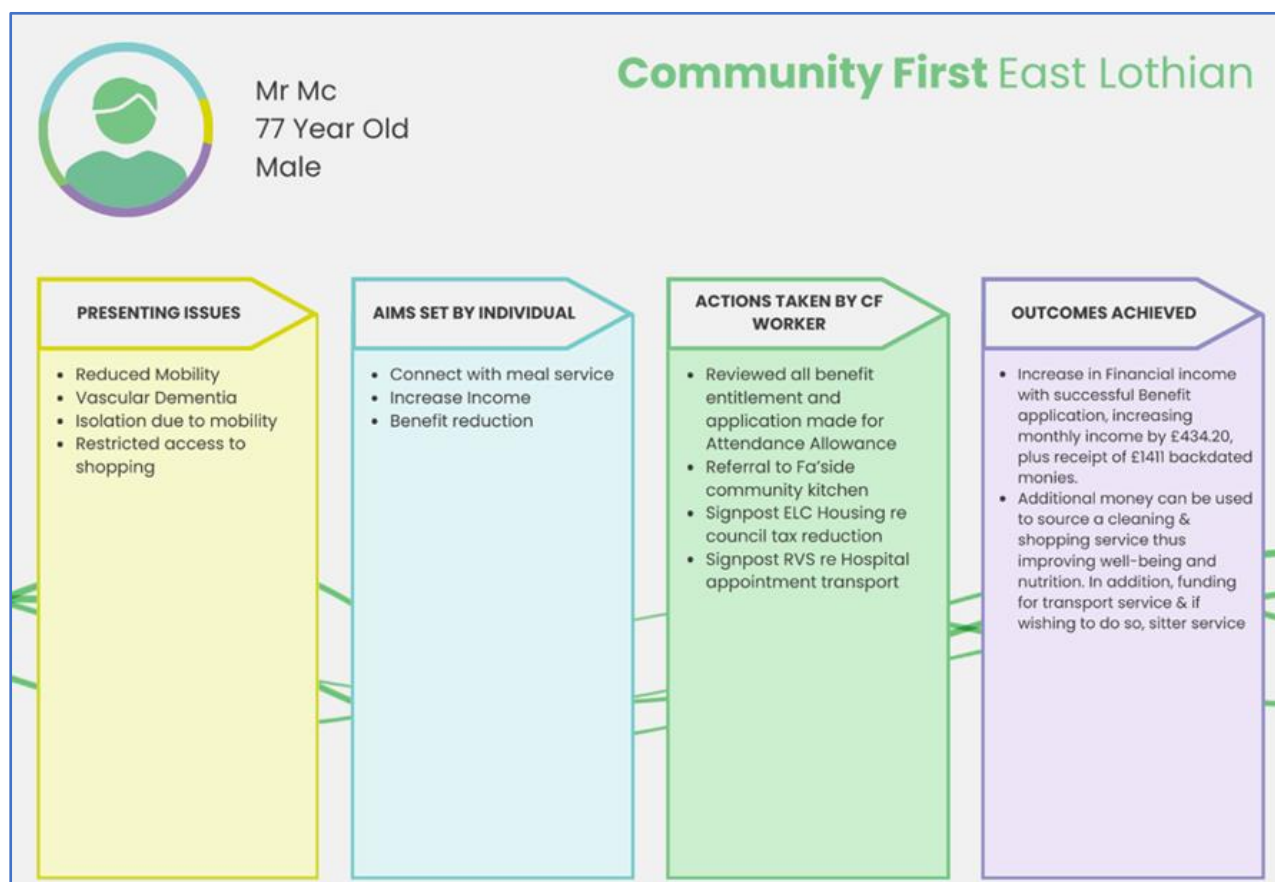 Community First East Lothian
Mr Mc
77 Year Old
Male
PRESENTING ISSUES
• Reduced Mobility
• Vascular Dementia
• Isolation due to mobility
• Restricted access to
shopping
AIMS SET BY INDIVIDUAL
• Connect with meal service
• Increase Income
• Benefit reduction
ACTIONS TAKEN BY CF
WORKER
• Reviewed all benefit
entitlement and
application made for
Attendance Allowance
• Referral to Fa'side
community kitchen
• Signpost ELC Housing re
council tax reduction
• Signpost RVS re Hospital
appointment transport
OUTCOMES ACHIEVED
• Increase in Financial income
with successful Benefit
application, increasing
monthly income by £434.20,
plus receipt of £1411 backdated
monies.
• Additional money can be used
to source a cleaning &
shopping service thus
improving well-being and
nutrition. In addition, funding
for transport service & if
wishing to do so, sitter service